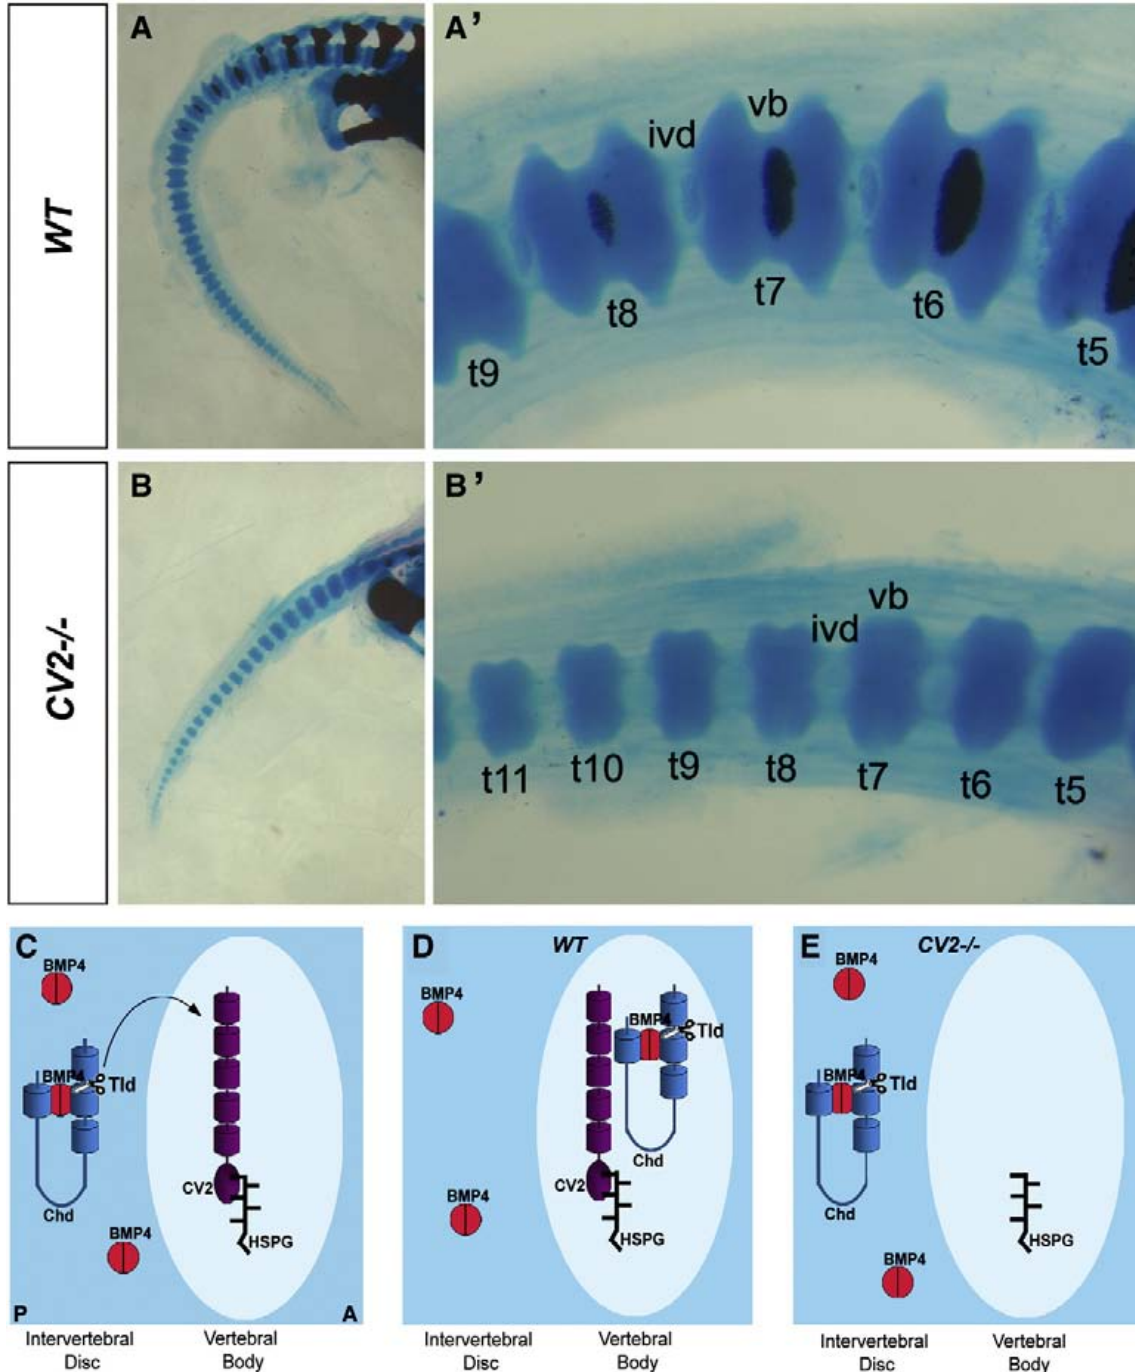 WT
A
A’
vb
ivd
t9
t8
t7
t6
t5
CV2-/-
B
B’
vb
ivd
t11
t10
t9
t8
t7
t6
t5
C
BMP4
BMP4
Tld
Chd
CV2
HSPG
BMP4
P
A
Intervertebral
Disc
Vertebral
Body
D
WT
BMP4
BMP4
Tld
Chd
CV2
HSPG
BMP4
Intervertebral
Disc
Vertebral
Body
E
CV2-/-
BMP4
BMP4
Tld
Chd
HSPG
BMP4
Intervertebral
Disc
Vertebral
Body